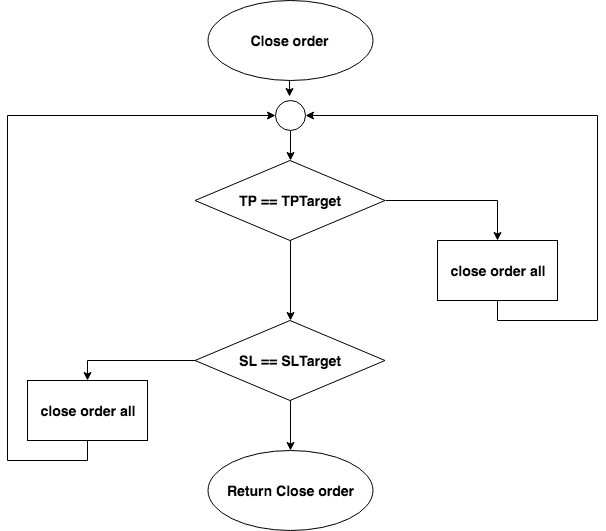 Close order
TP == TPTarget
close order all
SL == SLTarget
close order all
Return Close order